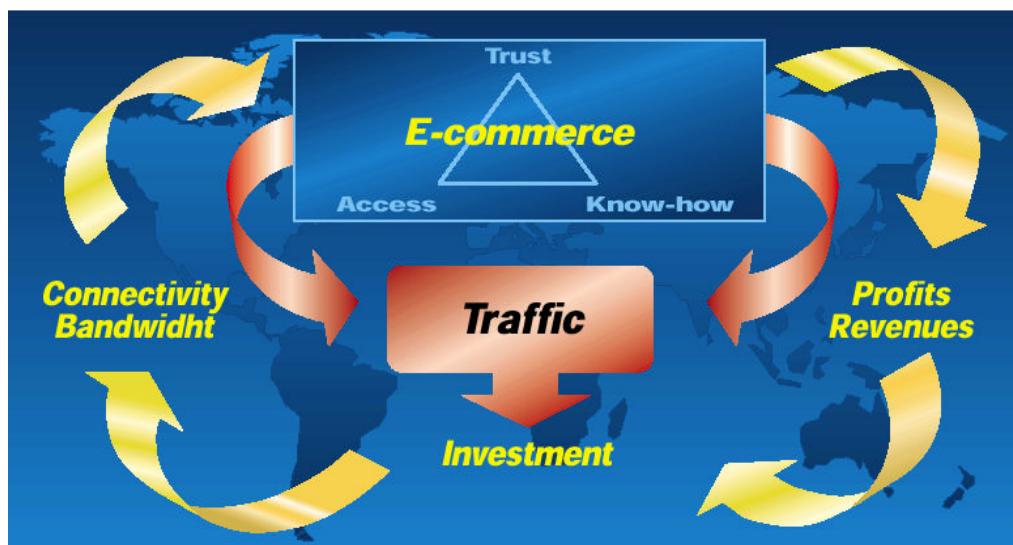 Trust
E-commerce
Access
Know-how
Connectivity
Bandwidht
Traffic
Profits
Revenues
Investment